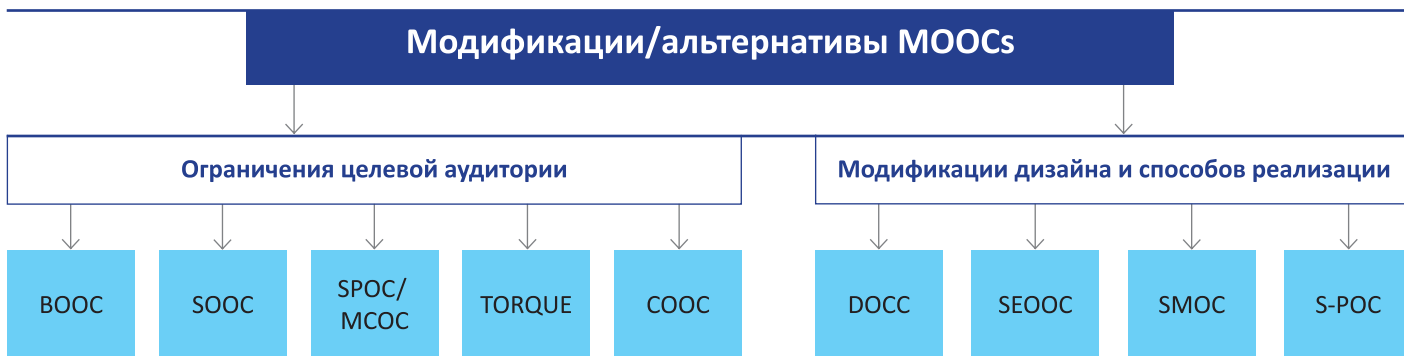 Модификации/альтернативы MOOCs
Ограничения целевой аудитории
Модификации дизайна и способов реализации
BOOC
SOOC
SPOC/
MCOC
TORQUE
COOC
DOCC
SEOOC
SMOC
S-POC